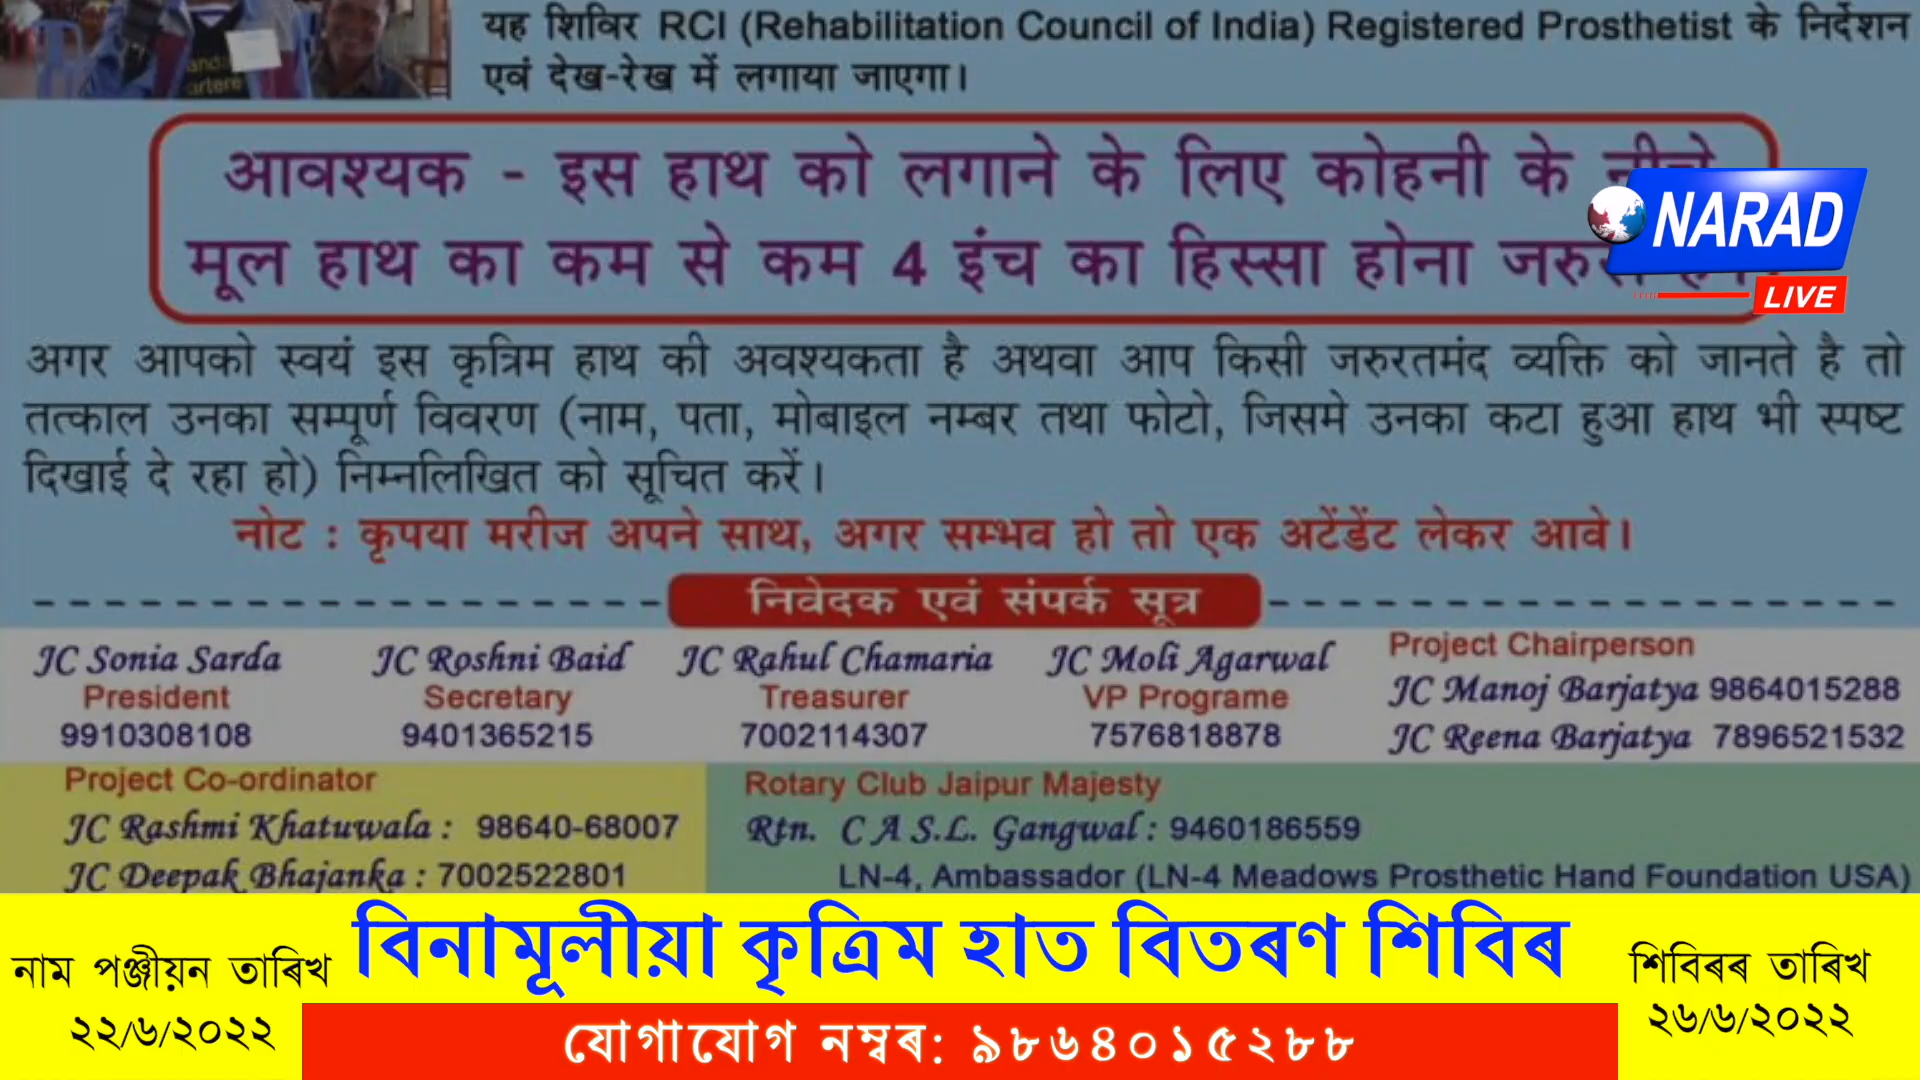 यह शिविर RCI (Rehabilitation Council of India) Registered Prosthetist के निर्देशन
एवं देख-रेख में लगाया जाएगा।
आवश्यक - इस हाथ को लगाने के लिए कोहनी के नीचे
मूल हाथ का कम से कम 4 इंच का हिस्सा होना
NARAD
LIVE
अगर आपको स्वयं इस कृत्रिम हाथ की अवश्यकता है अथवा आप किसी जरुरतमंद व्यक्ति को जानते है तो
तत्काल उनका सम्पूर्ण विवरण (नाम, पता, मोबाइल नम्बर तथा फोटो, जिसमे उनका कटा हुआ हाथ भी स्पष्ट
दिखाई दे रहा हो) निम्नलिखित को सूचित करें।
नोट : कृपया मरीज अपने साथ, अगर सम्भव हो तो एक अटेंडेंट लेकर आवे।
निवेदक एवं संपर्क सूत्र
JC Sonia Sarda
President
9910308108
JC Roshni Baid
Secretary
9401365215
JC Rahul Chamaria
Treasurer
7002114307
JC Moli Agarwal
VP Programe
7576818878
Project Chairperson
JC Manoj Barjatya 9864015288
JC Reena Barjatya 7896521532
Project Co-ordinator
JC Rashmi Khatuwala : 98640-68007
JC Deepak Bhajanka : 7002522801
Rotary Club Jaipur Majesty
Rtn. C A S.L. Gangwal : 9460186559
LN-4, Ambassador (LN-4 Meadows Prosthetic Hand Foundation USA)
নাম পঞ্জীয়ন তাৰিখ
২২/৬/২০২২
বিনামূলীয়া কৃত্ৰিম হাত বিতৰণ শিবিৰ
যোগাযোগ নম্বৰ: ৯৮৬৪০১৫২৮৮
শিবিৰৰ তাৰিখ
২৬/৬/২০২২